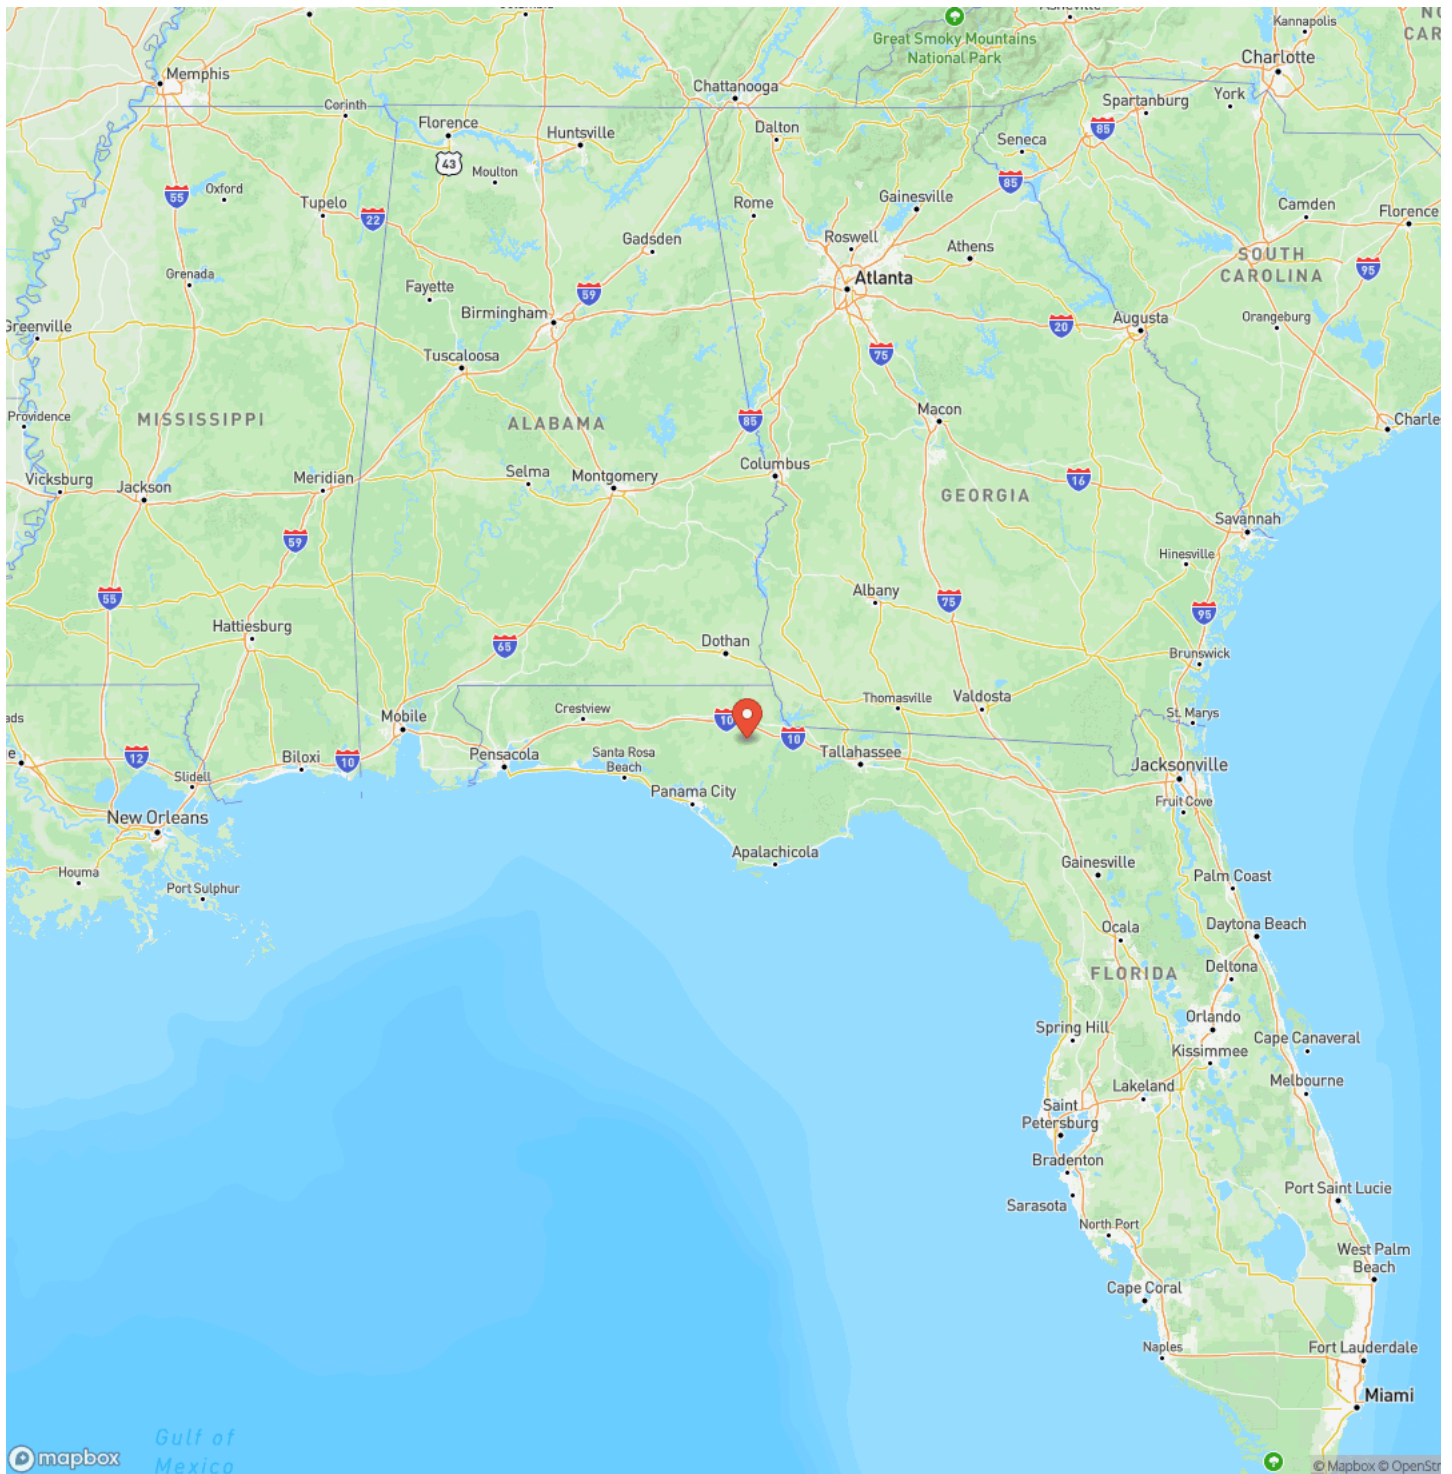 Great Smoky Mountains
National Park
Kannapolis
Charlotte
Memphis
Chattanooga
Spartanburg
York
Corinth
Florence
Huntsville
Dalton
85
Seneca
43
Moulton
55
Oxford
85
Tupelo
22
Rome
Gainesville
Camden
Florence
Gadsden
Roswell
Athens
SOUTH
CAROLINA
95
Grenada
Atlanta
Fayette
59
Birmingham
Greenville
20
Augusta
Orangeburg
Tuscaloosa
75
Providence
MISSISSIPPI
ALABAMA
85
Macon
Charle
Vicksburg
Jackson
Meridian
Selma
Montgomery
Columbus
16
GEORGIA
Savannah
59
Hinesville
55
Albany
75
95
Hattiesburg
65
Dothan
Brunswick
Thomasville
Valdosta
Crestview
10
St. Marys
Mobile
10
12
Biloxi
10
Pensacola
Santa Rosa
Beach
Tallahassee
Jacksonville
Slidell
Panama City
Fruit Cove
New Orleans
Apalachicola
Houma
Port Sulphur
Gainesville
Palm Coast
Ocala
Daytona Beach
FLORIDA
Deltona
Orlando
Spring Hill
Cape Canaveral
Kissimmee
Lakeland
Melbourne
Saint
Petersburg
Bradenton
Sarasota
Port Saint Lucie
North Port
West Palm
Beach
Cape Coral
Naples
Fort Lauderdale
Miami
Gulf of
Mexico
mapbox
© Mapbox © OpenStr